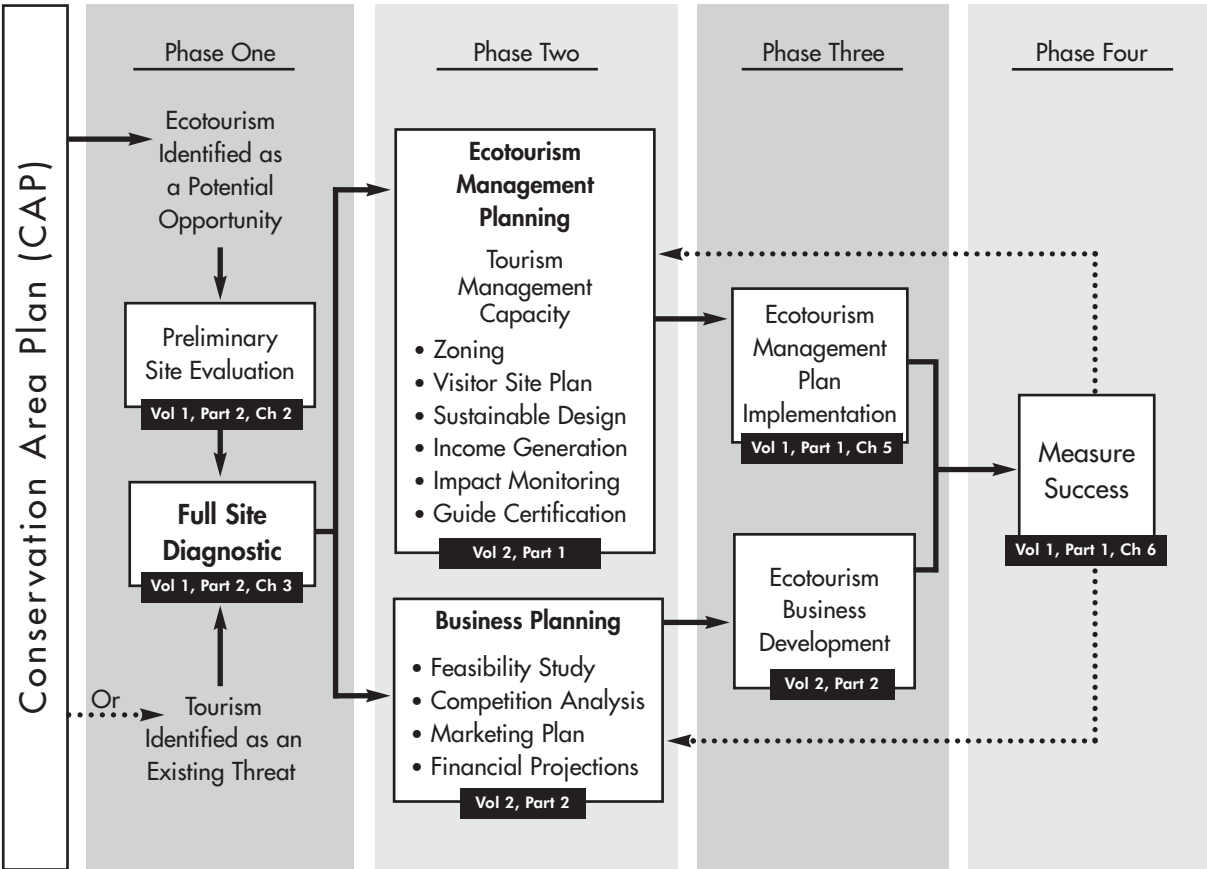 Conservation Area Plan (CAP)
Phase One
Ecotourism
Identified as
a Potential
Opportunity
Preliminary
Site Evaluation
Vol 1, Part 2, Ch 2
Full Site
Diagnostic
Vol 1, Part 2, Ch 3
Or
Tourism
Identified as an
Existing Threat
Phase Two
Ecotourism
Management
Planning
Tourism
Management
Capacity
• Zoning
• Visitor Site Plan
• Sustainable Design
• Income Generation
• Impact Monitoring
• Guide Certification
Vol 2, Part 1
Business Planning
• Feasibility Study
• Competition Analysis
• Marketing Plan
• Financial Projections
Vol 2, Part 2
Phase Three
Ecotourism
Management
Plan
Implementation
Vol 1, Part 1, Ch 5
Ecotourism
Business
Development
Vol 2, Part 2
Phase Four
Measure
Success
Vol 1, Part 1, Ch 6